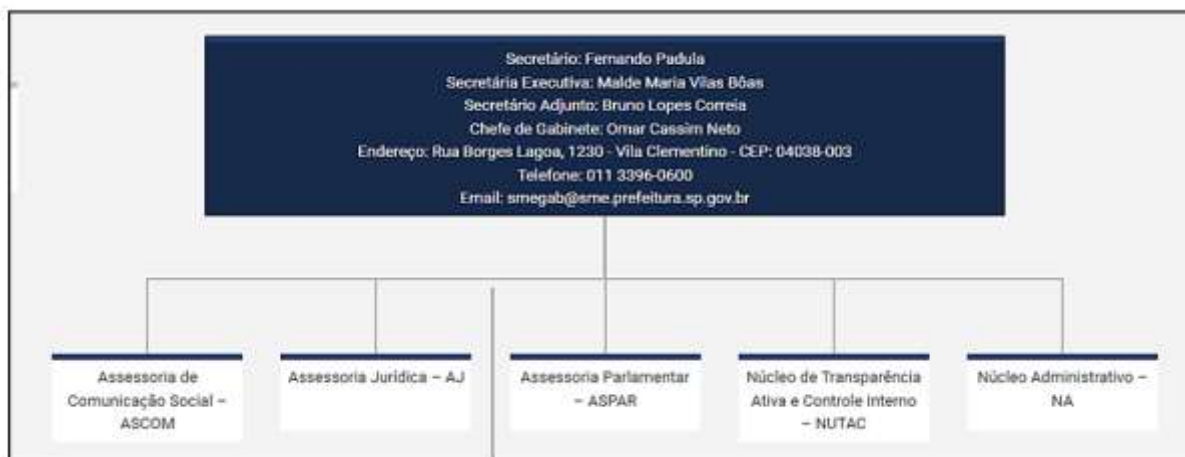 Secretário: Fernando Padula
Secretária Executiva: Malde Maria Vilas Bôas
Secretário Adjunto: Bruno Lopes Correia
Chefe de Gabinete: Omar Cassim Neto
Endereço: Rua Borges Lagoa, 1230 - Vila Clementino - CEP: 04038-003
Telefone: 011 3396-0600
Email: smegab@sme.prefeitura.sp.gov.br
Assessoria de
Comunicação Social –
ASCOM
Assessoria Jurídica – AJ
Assessoria Parlamentar
– ASPAR
Núcleo de Transparência
Ativa e Controle Interno
– NUTAC
Núcleo Administrativo –
NA